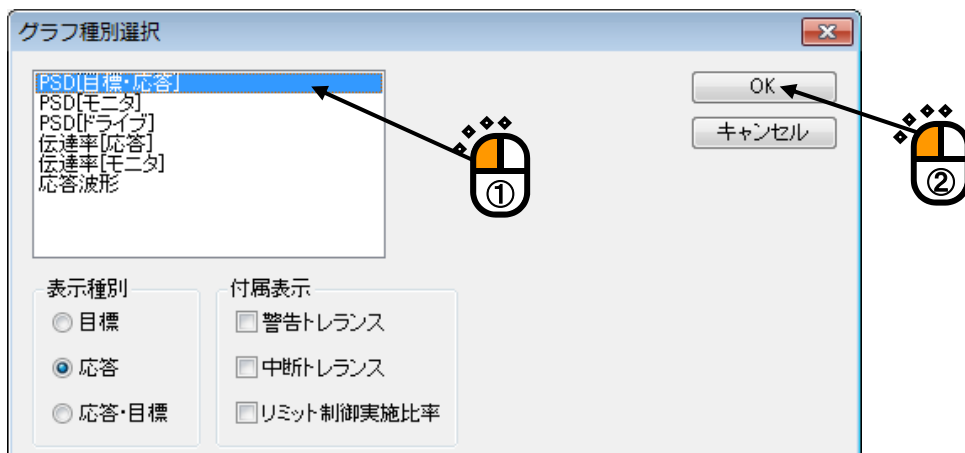 グラフ種別選択
PSD[目標・応答]
PSD[モニタ]
PSD[ドライブ]
伝達率[応答]
伝達率[モニタ]
応答波形
OK
キャンセル
①
②
表示種別
目標
応答
応答・目標
付属表示
警告トレランス
中断トレランス
リミット制御実施比率